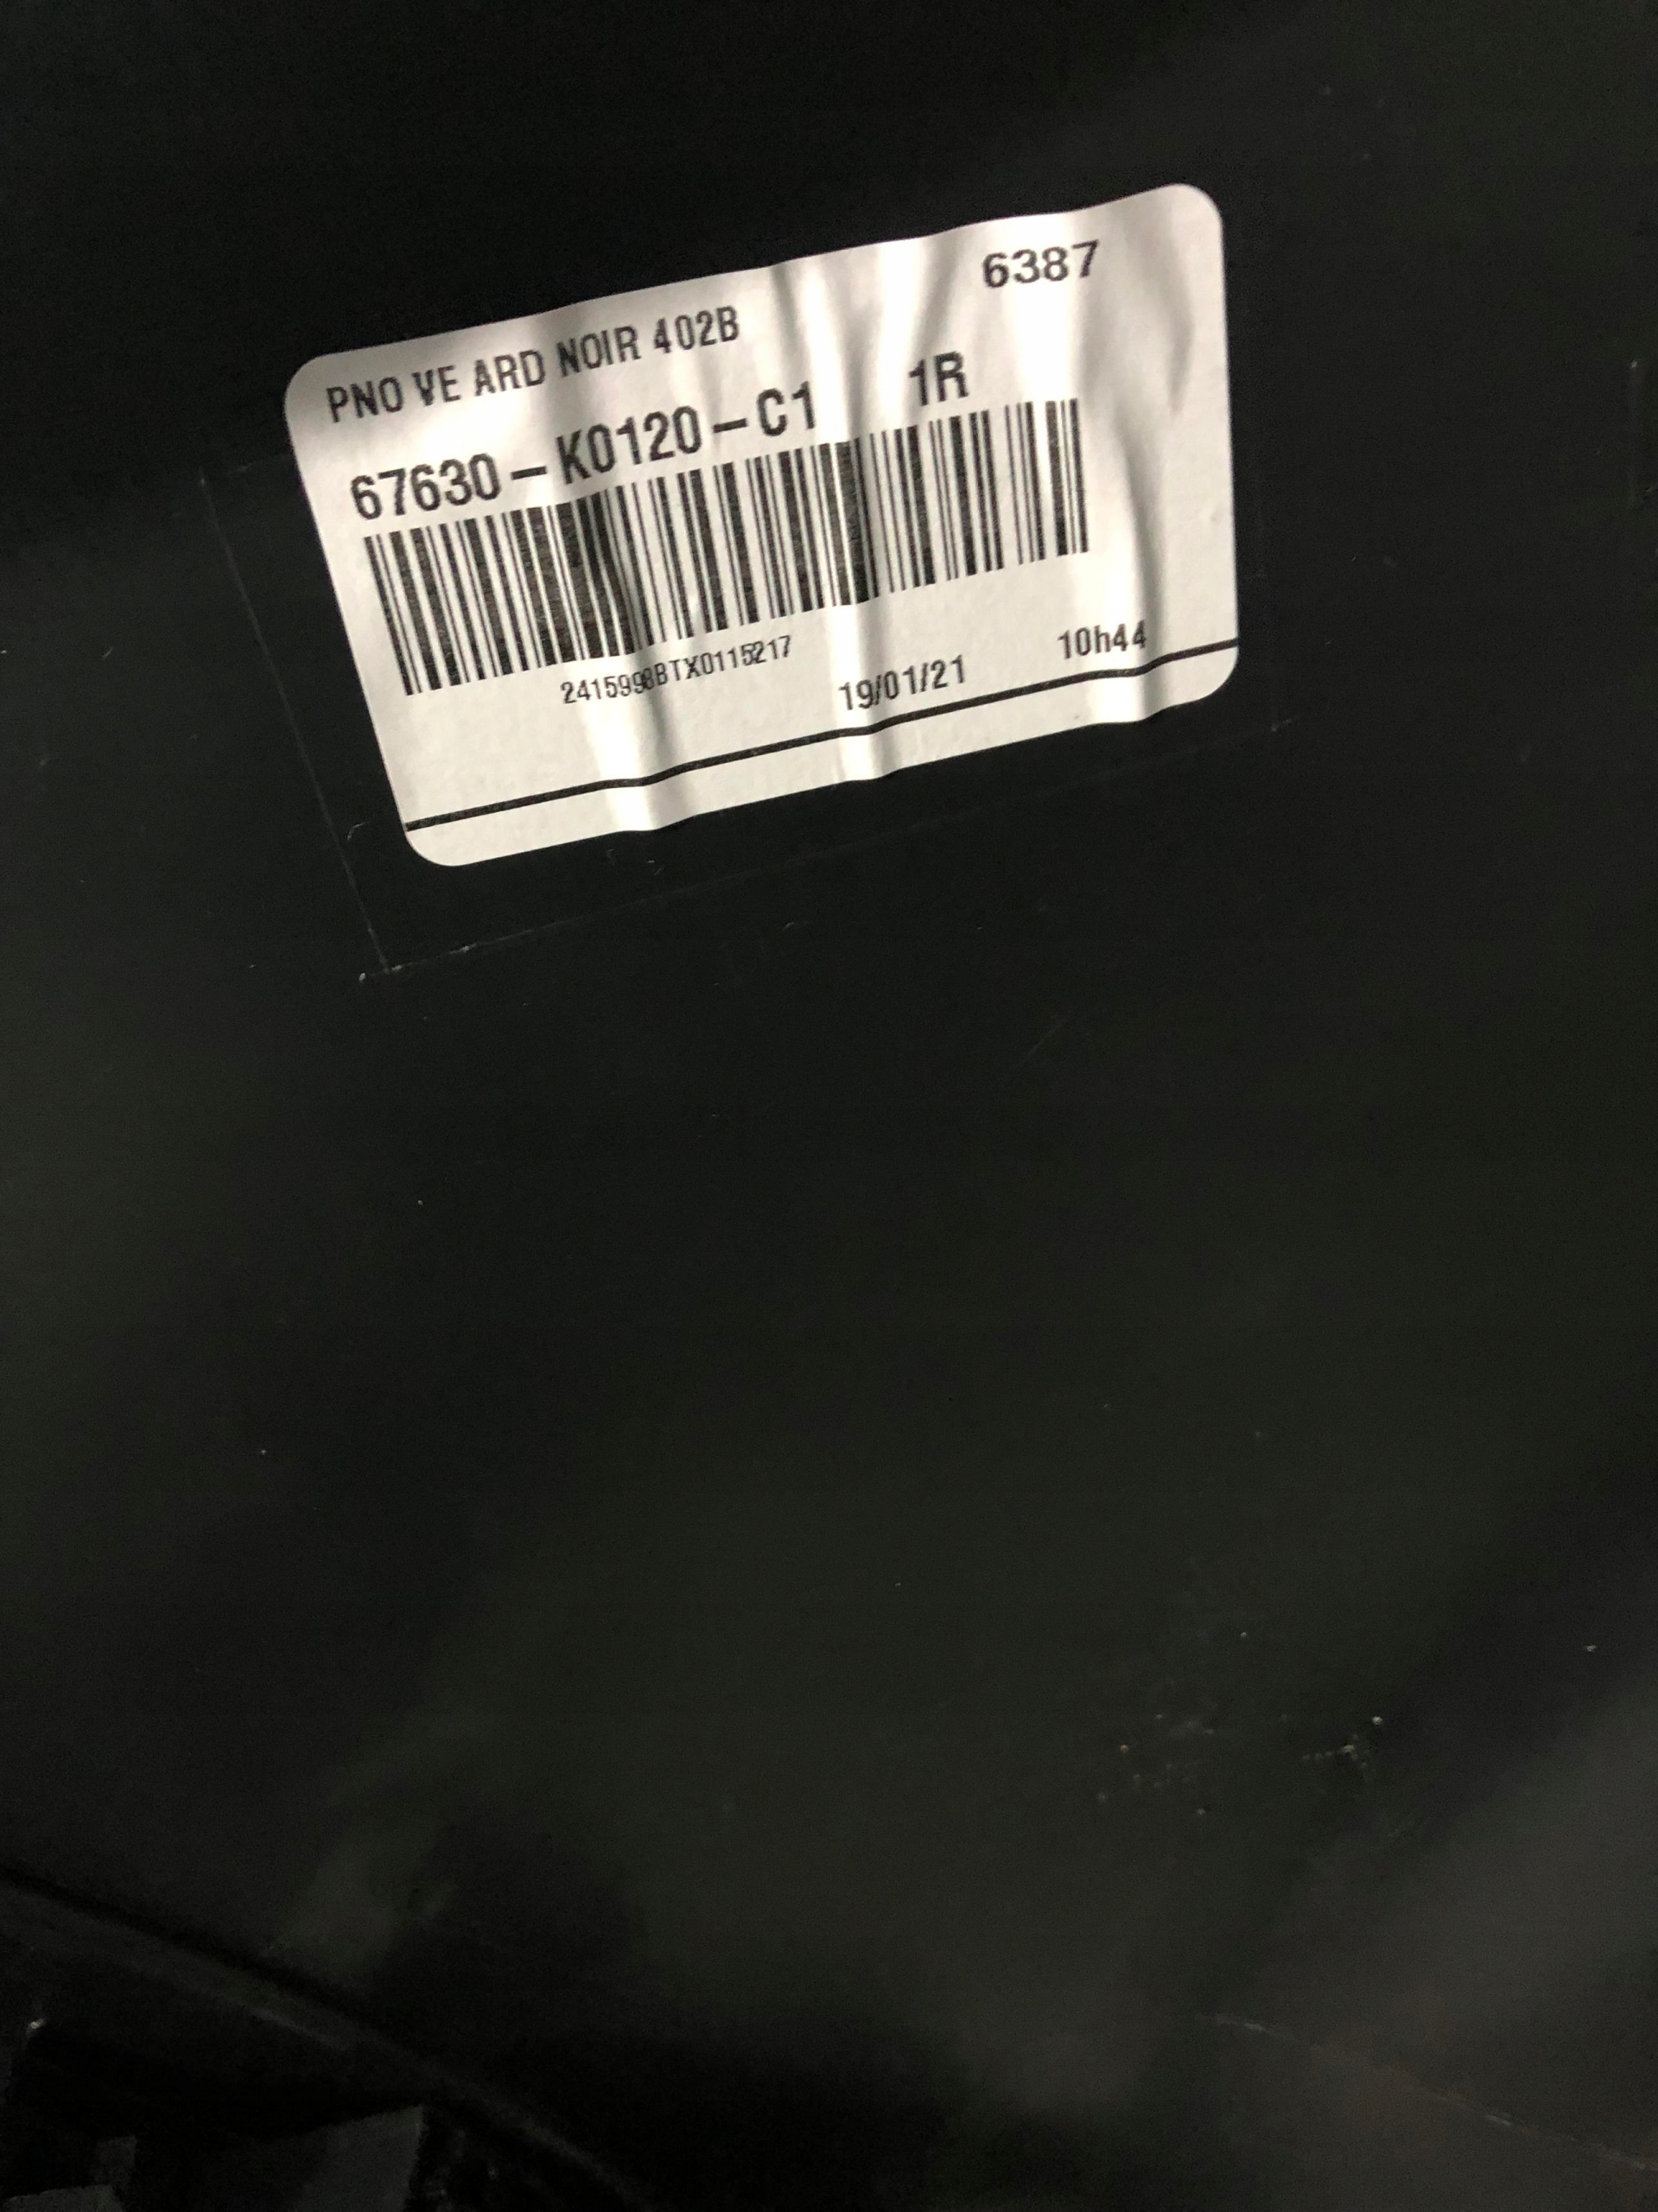 6387
PNO VE ARD NOIR 402B
67630-K0120-C1 1R
2415998BTX0115217
19/01/21 10h44